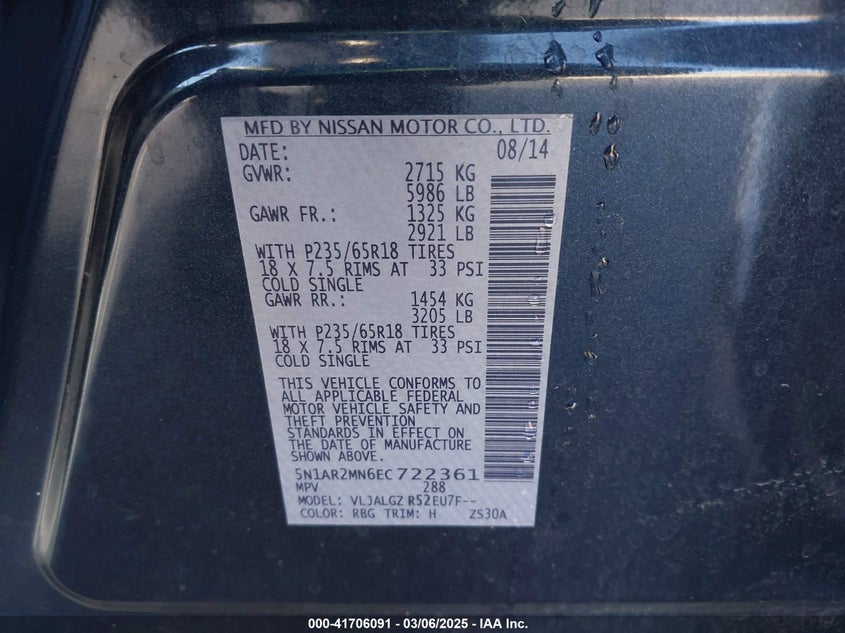 MFD BY NISSAN MOTOR CO., LTD.
DATE: 08/14
GVWR: 2715 KG
5986 LB
GAWR FR.: 1325 KG
2921 LB
WITH P235/65R18 TIRES
18 X 7.5 RIMS AT 33 PSI
COLD SINGLE
GAWR RR.: 1454 KG
3205 LB
WITH P235/65R18 TIRES
18 X 7.5 RIMS AT 33 PSI
COLD SINGLE
THIS VEHICLE CONFORMS TO
ALL APPLICABLE FEDERAL
MOTOR VEHICLE SAFETY AND
THEFT PREVENTION
STANDARDS IN EFFECT ON
THE DATE OF MANUFACTURE
SHOWN ABOVE.
5N1AR2MN6EC722361
MPV 288
MODEL: VLJALGZ R52EU7F--
COLOR: RBG TRIM: H ZS30A
000-41706091 — 03/06/2025 — IAA Inc.